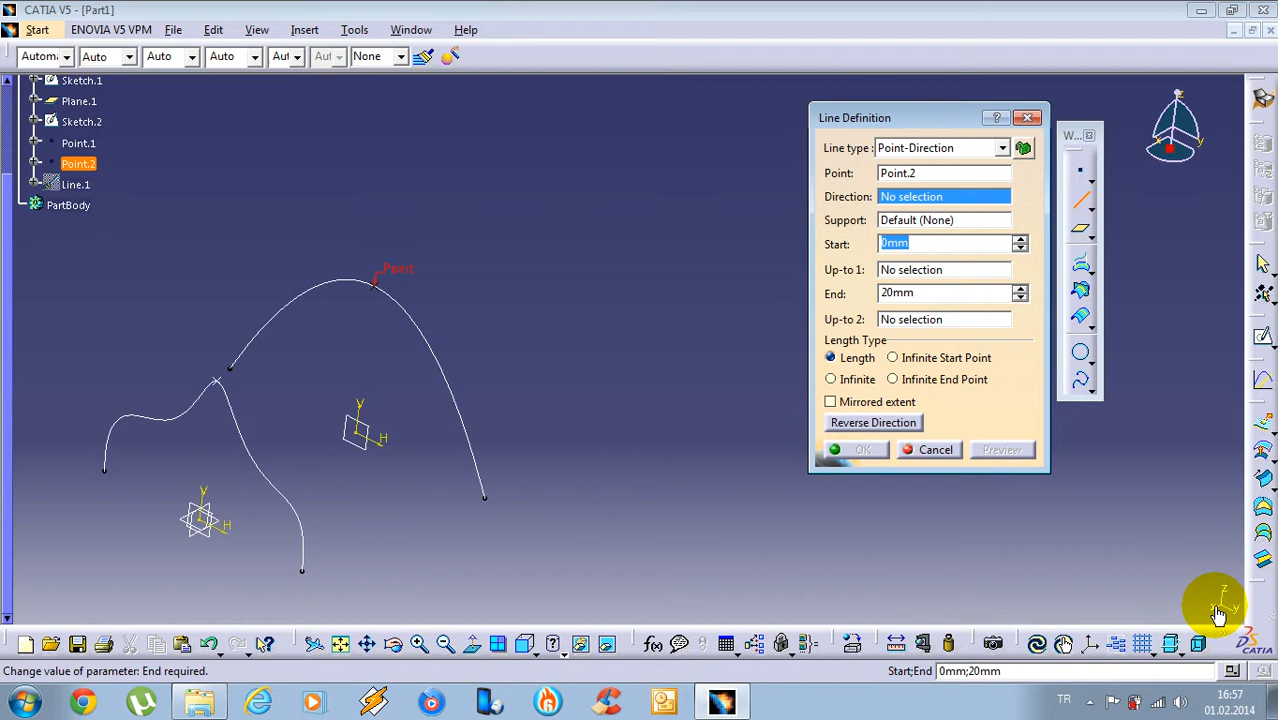 CATIA V5 - [Part1]
Start ENOVIA V5 VPM File Edit View Insert Tools Window Help
Automa Auto Auto Auto Aut Aut None
Sketch.1
Plane.1
Sketch.2
Point.1
Point.2
Line.1
PartBody
Point
y
H
y
H
z
y
Line Definition
Line type: Point-Direction
Point: Point.2
Direction: No selection
Support: Default (None)
Start: 0mm
Up-to 1: No selection
End: 20mm
Up-to 2: No selection
Length Type
Length Infinite Start Point
Infinite Infinite End Point
Mirrored extent
Reverse Direction
OK Cancel Preview
W...
z
x y
CATIA
Change value of parameter: End required. Start;End 0mm;20mm
TR 16:57
01.02.2014